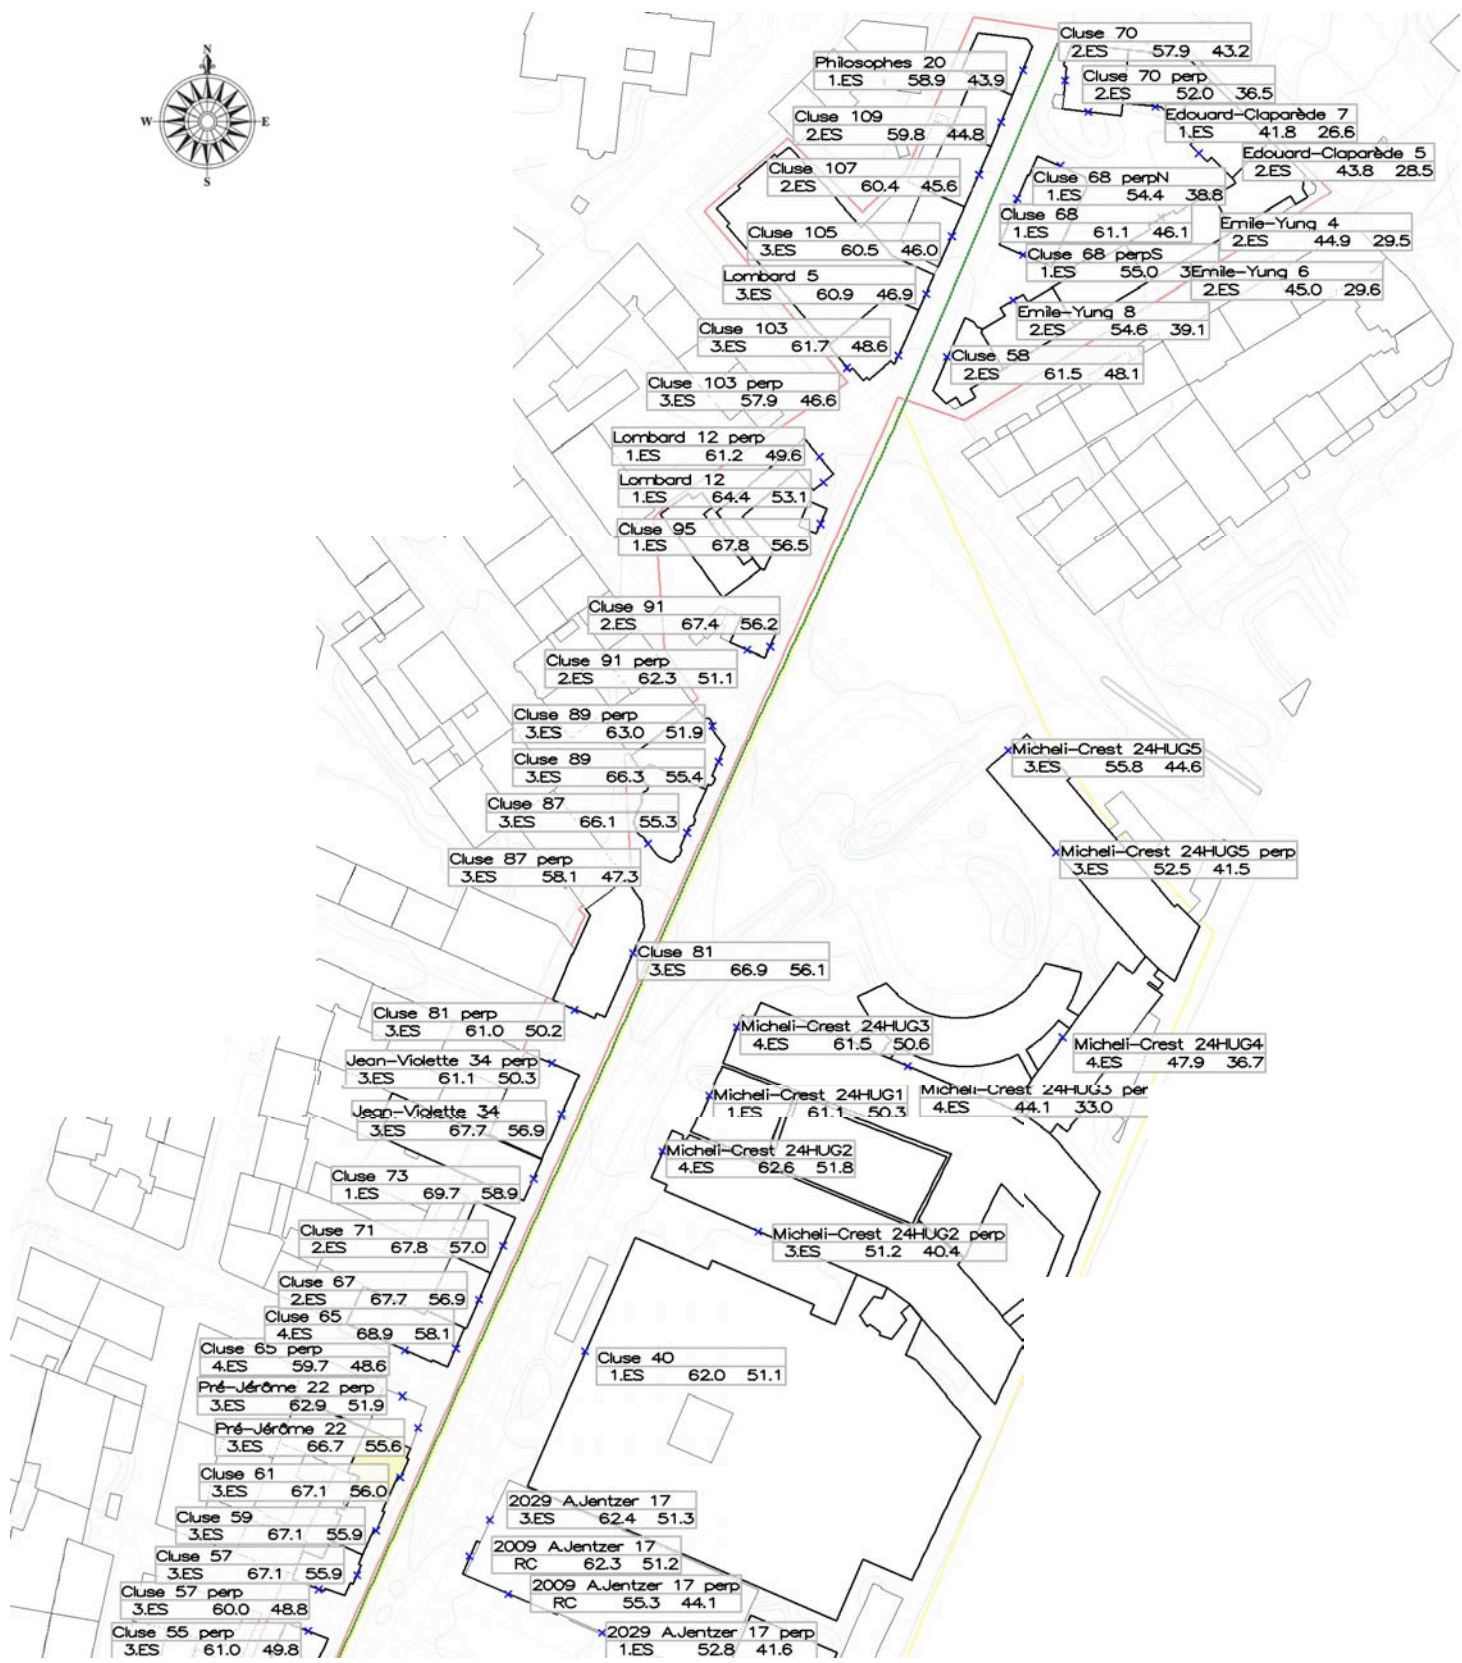 N
W
E
S
Cluse 70
2.ES 57.9 43.2
Philosophes 20
1.ES 58.9 43.9
Cluse 70 perp
2.ES 52.0 36.5
Cluse 109
2.ES 59.8 44.8
Edouard-Claparède 7
1.ES 41.8 26.6
Edouard-Claparède 5
2.ES 43.8 28.5
Cluse 107
2.ES 60.4 45.6
Cluse 68 perpN
1.ES 54.4 38.8
Cluse 68
1.ES 61.1 46.1
Emile-Yung 4
2.ES 44.9 29.5
Cluse 105
3.ES 60.5 46.0
Cluse 68 perpS
1.ES 55.0 3
Emile-Yung 6
2.ES 45.0 29.6
Lombard 5
3.ES 60.9 46.9
Emile-Yung 8
2.ES 54.6 39.1
Cluse 103
3.ES 61.7 48.6
Cluse 58
2.ES 61.5 48.1
Cluse 103 perp
3.ES 57.9 46.6
Lombard 12 perp
1.ES 61.2 49.6
Lombard 12
1.ES 64.4 53.1
Cluse 95
1.ES 67.8 56.5
Cluse 91
2.ES 67.4 56.2
Cluse 91 perp
2.ES 62.3 51.1
Cluse 89 perp
3.ES 63.0 51.9
Cluse 89
3.ES 66.3 55.4
Micheli-Crest 24HUG5
3.ES 55.8 44.6
Cluse 87
3.ES 66.1 55.3
Cluse 87 perp
3.ES 58.1 47.3
Micheli-Crest 24HUG5 perp
3.ES 52.5 41.5
Cluse 81
3.ES 66.9 56.1
Cluse 81 perp
3.ES 61.0 50.2
Micheli-Crest 24HUG3
4.ES 61.5 50.6
Micheli-Crest 24HUG4
4.ES 47.9 36.7
Jean-Violette 34 perp
3.ES 61.1 50.3
Micheli-Crest 24HUG1
1.ES 61.1 50.3
Micheli-Crest 24HUG3 per
4.ES 44.1 33.0
Jean-Violette 34
3.ES 67.7 56.9
Micheli-Crest 24HUG2
4.ES 62.6 51.8
Cluse 73
1.ES 69.7 58.9
Cluse 71
2.ES 67.8 57.0
Micheli-Crest 24HUG2 perp
3.ES 51.2 40.4
Cluse 67
2.ES 67.7 56.9
Cluse 65
4.ES 68.9 58.1
Cluse 65 perp
4.ES 59.7 48.6
Cluse 40
1.ES 62.0 51.1
Pré-Jérôme 22 perp
3.ES 62.9 51.9
Pré-Jérôme 22
3.ES 66.7 55.6
Cluse 61
3.ES 67.1 56.0
2029 A.Jentzer 17
3.ES 62.4 51.3
Cluse 59
3.ES 67.1 55.9
2009 A.Jentzer 17
RC 62.3 51.2
Cluse 57
3.ES 67.1 55.9
2009 A.Jentzer 17 perp
RC 55.3 44.1
Cluse 57 perp
3.ES 60.0 48.8
Cluse 55 perp
3.ES 61.0 49.8
2029 A.Jentzer 17 perp
1.ES 52.8 41.6